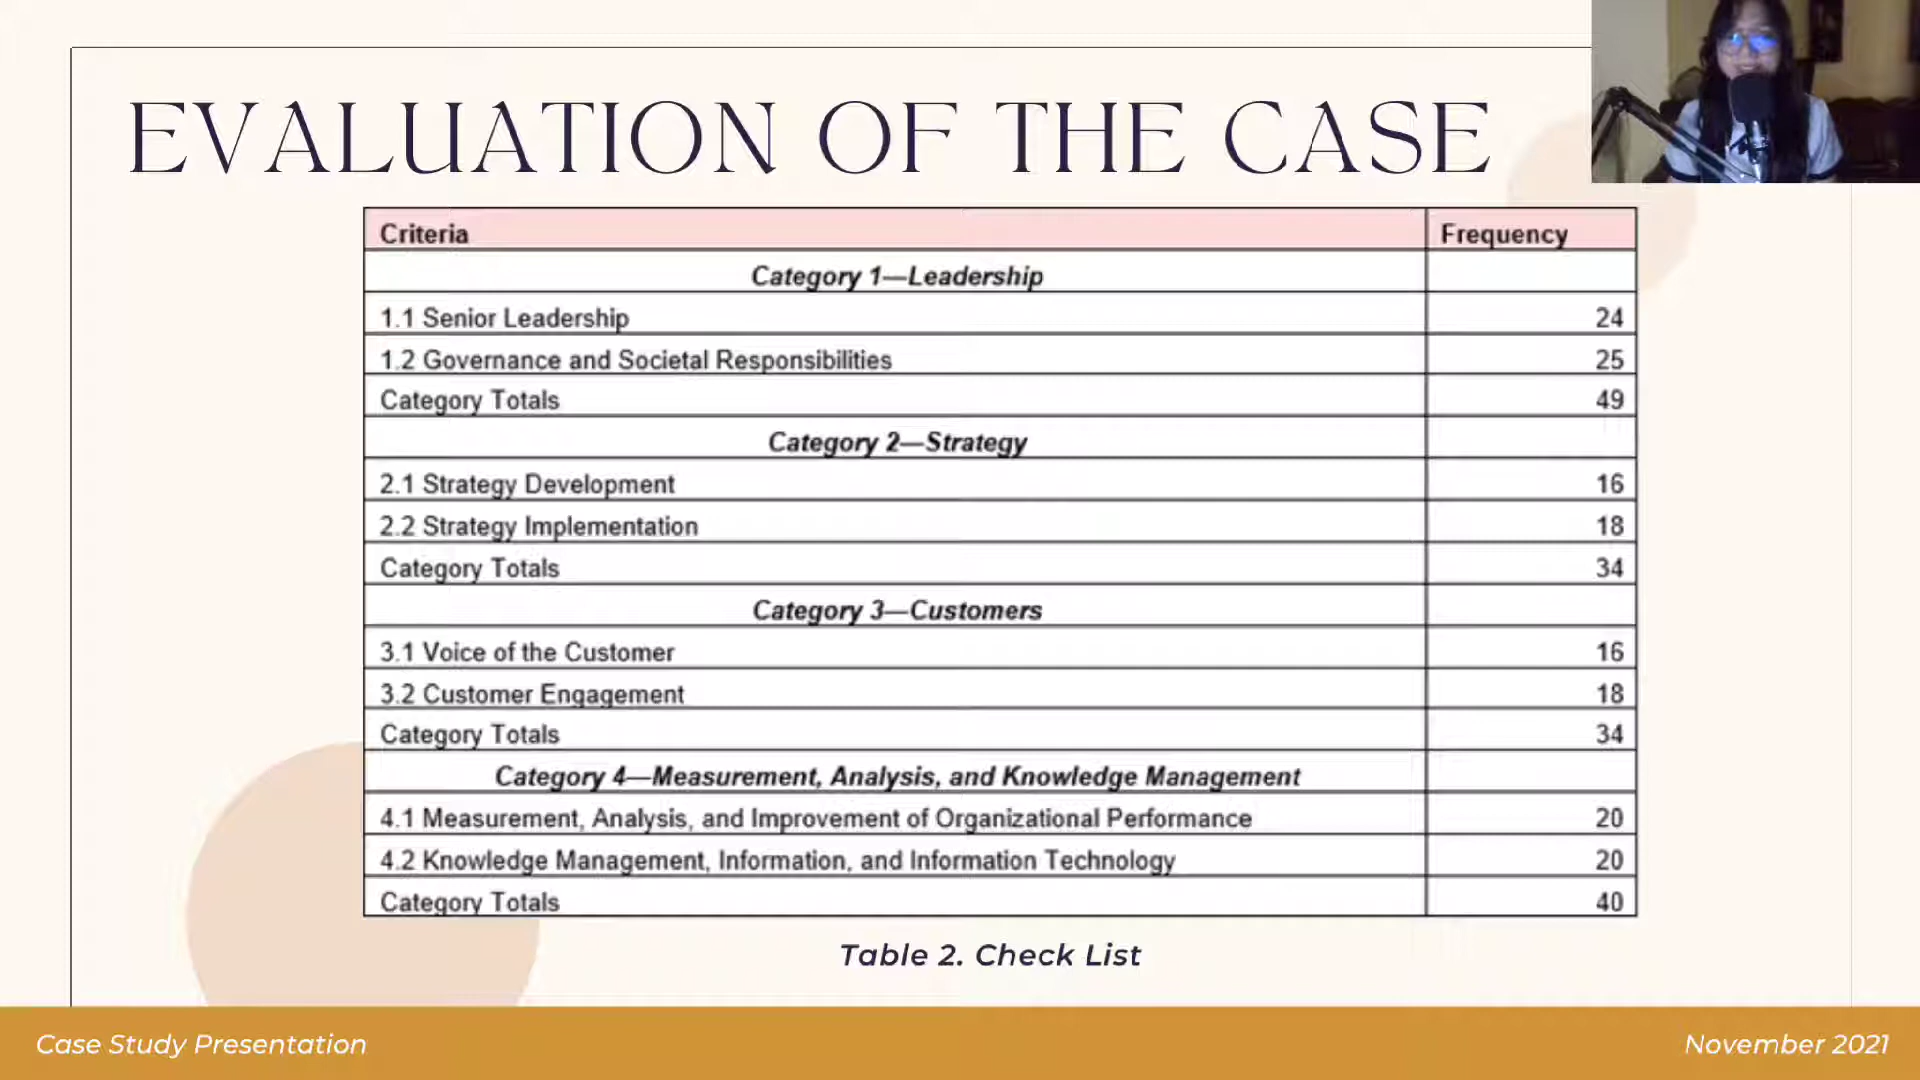 EVALUATION OF THE CASE
Criteria Frequency
Category 1—Leadership
1.1 Senior Leadership 24
1.2 Governance and Societal Responsibilities 25
Category Totals 49
Category 2—Strategy
2.1 Strategy Development 16
2.2 Strategy Implementation 18
Category Totals 34
Category 3—Customers
3.1 Voice of the Customer 16
3.2 Customer Engagement 18
Category Totals 34
Category 4—Measurement, Analysis, and Knowledge Management
4.1 Measurement, Analysis, and Improvement of Organizational Performance 20
4.2 Knowledge Management, Information, and Information Technology 20
Category Totals 40
Table 2. Check List
Case Study Presentation November 2021